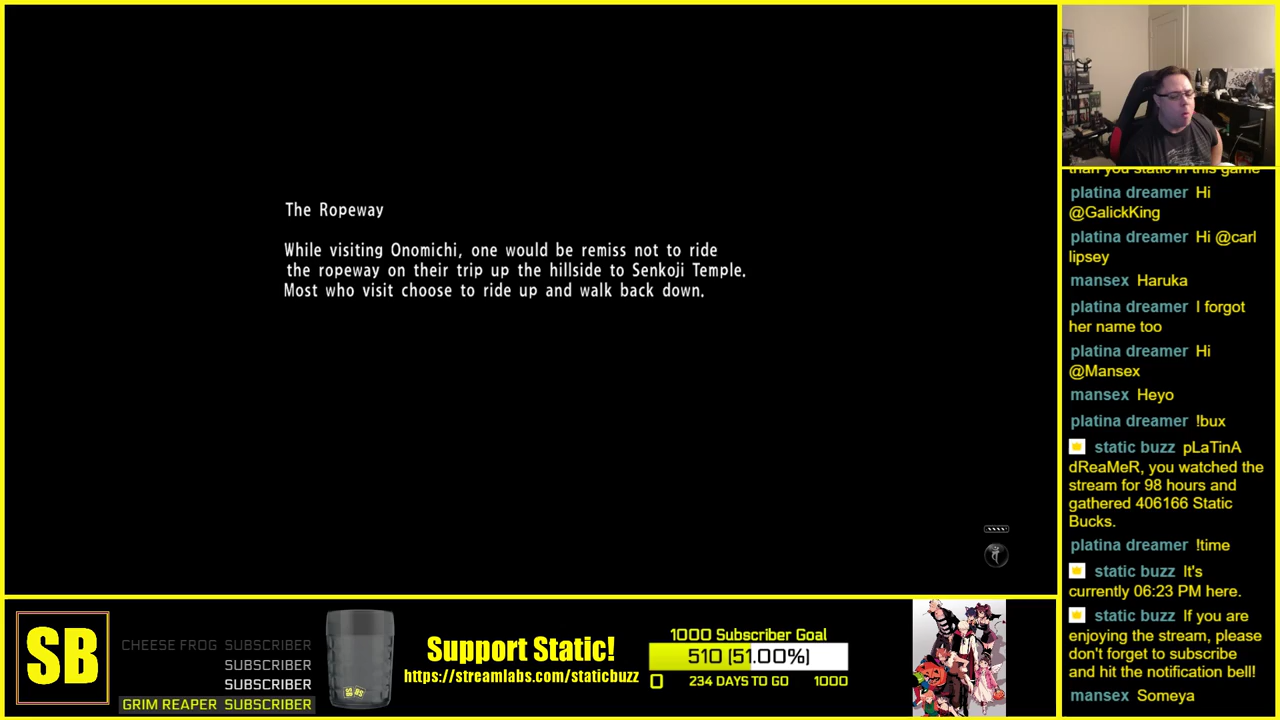 The Ropeway
While visiting Onomichi, one would be remiss not to ride
the ropeway on their trip up the hillside to Senkoji Temple.
Most who visit choose to ride up and walk back down.
than you static in this game
platina dreamer Hi
@GalickKing
platina dreamer Hi @carl
lipsey
mansex Haruka
platina dreamer I forgot
her name too
platina dreamer Hi
@Mansex
mansex Heyo
platina dreamer !bux
static buzz pLaTinA
dReaMeR, you watched the
stream for 98 hours and
gathered 406166 Static
Bucks.
platina dreamer !time
static buzz It's
currently 06:23 PM here.
static buzz If you are
enjoying the stream, please
don't forget to subscribe
and hit the notification bell!
mansex Someya
SB
CHEESE FROG SUBSCRIBER
SUBSCRIBER
SUBSCRIBER
GRIM REAPER SUBSCRIBER
Support Static!
https://streamlabs.com/staticbuzz
1000 Subscriber Goal
510 (51.00%)
0 234 DAYS TO GO 1000